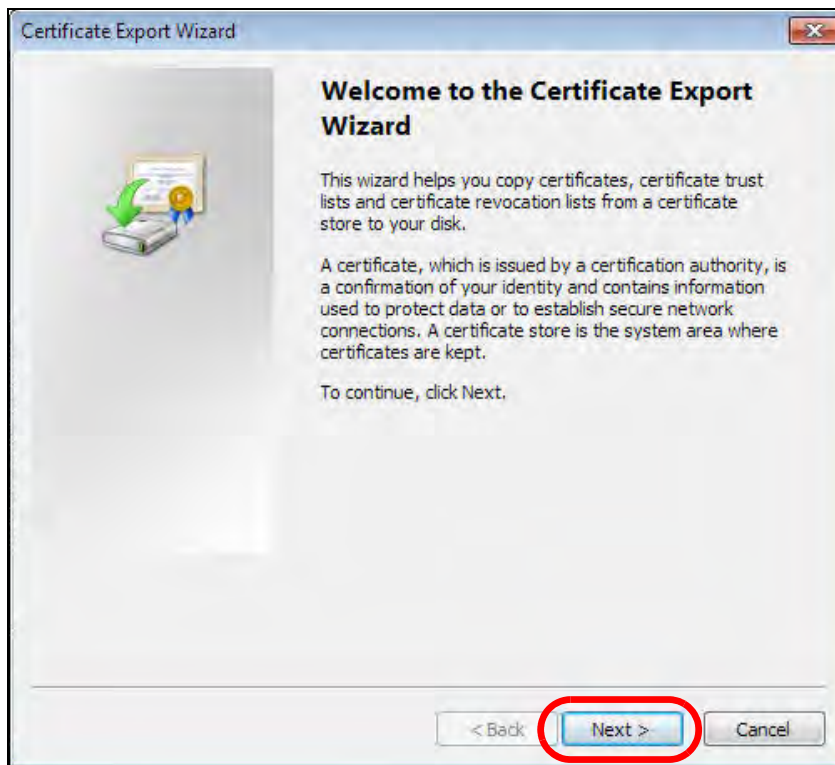 Certificate Export Wizard
Welcome to the Certificate Export
Wizard
This wizard helps you copy certificates, certificate trust
lists and certificate revocation lists from a certificate
store to your disk.
A certificate, which is issued by a certification authority, is
a confirmation of your identity and contains information
used to protect data or to establish secure network
connections. A certificate store is the system area where
certificates are kept.
To continue, click Next.
< Back Next > Cancel